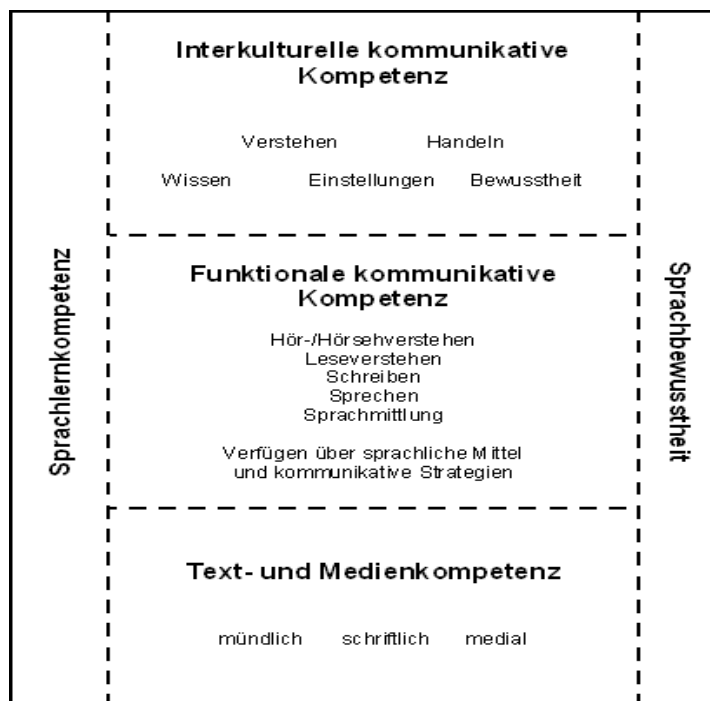 Interkulturelle kommunikative
Kompetenz
Verstehen Handeln
Wissen Einstellungen Bewusstheit
Sprachlernkompetenz
Funktionale kommunikative
Kompetenz
Hör-/Hörsehverstehen
Leseverstehen
Schreiben
Sprechen
Sprachmittlung
Verfügen über sprachliche Mittel
und kommunikative Strategien
Sprachbewusstheit
Text- und Medienkompetenz
mündlich schriftlich medial